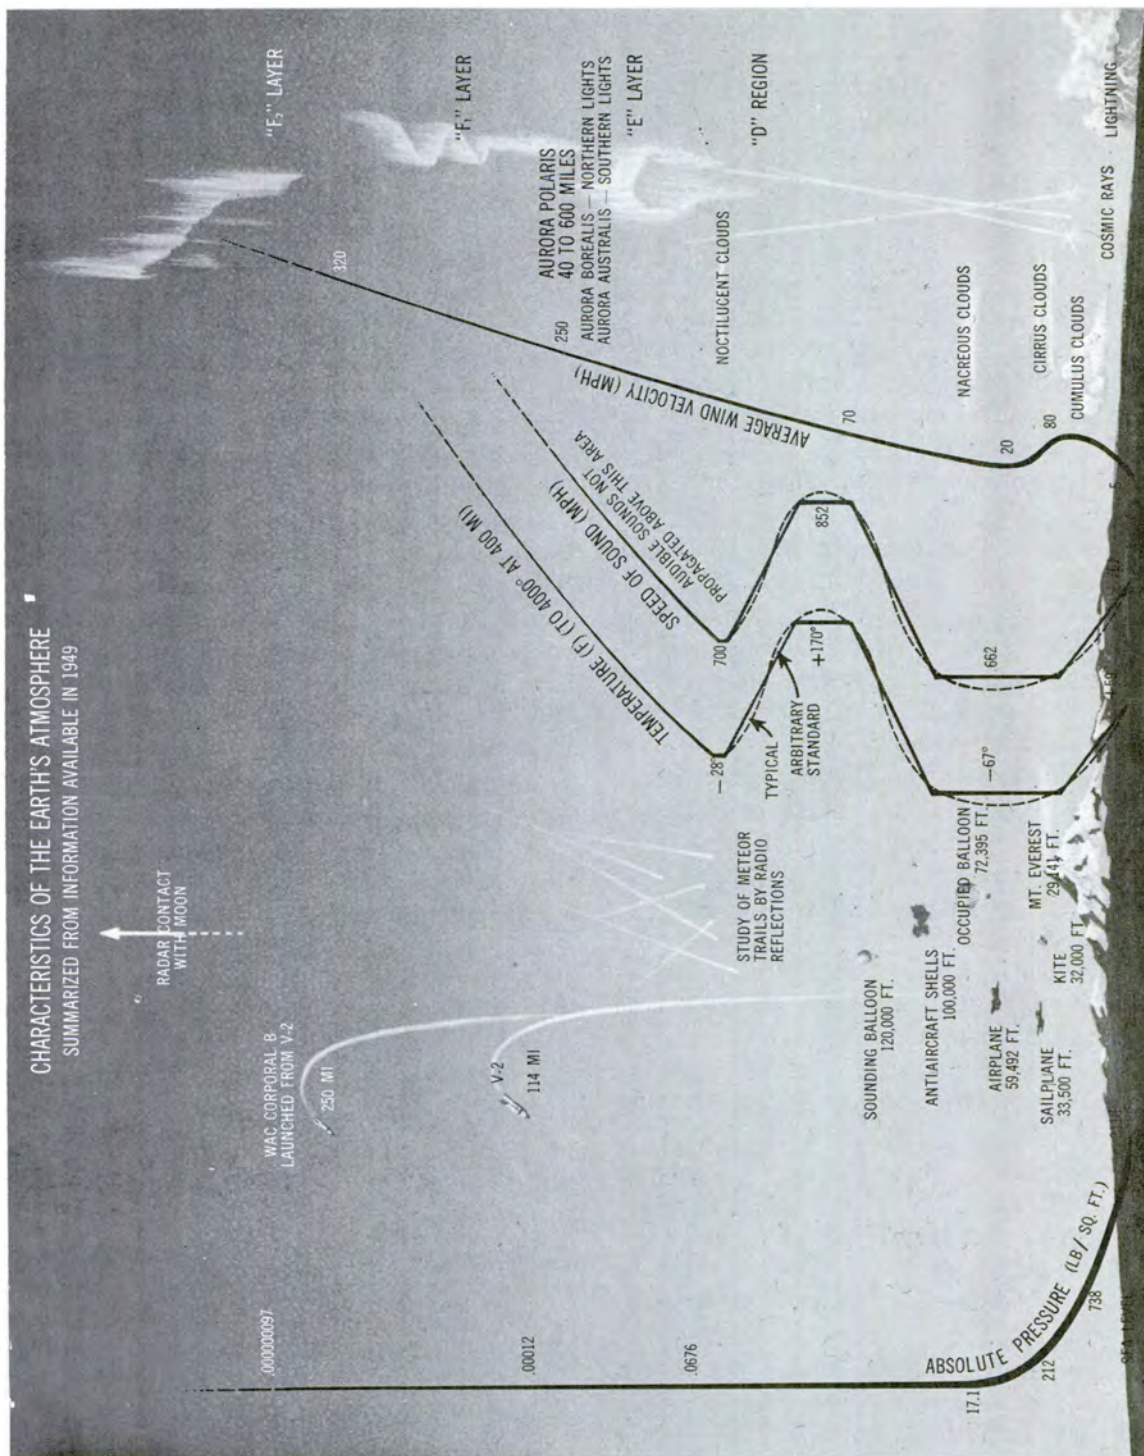 CHARACTERISTICS OF THE EARTH'S ATMOSPHERE
SUMMARIZED FROM INFORMATION AVAILABLE IN 1949
RADAR CONTACT
WITH MOON
WAC CORPORAL B
LAUNCHED FROM V-2
250 MI
V-2
114 MI
.000000097
.00012
.0676
17.1
212
738
ABSOLUTE PRESSURE (LB/SQ. FT.)
SEA LEVEL
STUDY OF METEOR
TRAILS BY RADIO
REFLECTIONS
SOUNDING BALLOON
120,000 FT.
ANTIAIRCRAFT SHELLS
100,000 FT.
OCCUPIED BALLOON
72,395 FT.
AIRPLANE
59,492 FT.
SAILPLANE
33,500 FT.
KITE
32,000 FT.
MT. EVEREST
29,141 FT.
TEMPERATURE (F) (TO 4000° AT 400 MI)
−28°
TYPICAL
ARBITRARY
STANDARD
+170°
−67°
SPEED OF SOUND (MPH)
AUDIBLE SOUNDS NOT
PROPAGATED ABOVE THIS AREA
700
852
662
AVERAGE WIND VELOCITY (MPH)
320
250
70
20
80
5
"F₂" LAYER
"F₁" LAYER
AURORA POLARIS
40 TO 600 MILES
AURORA BOREALIS — NORTHERN LIGHTS
AURORA AUSTRALIS — SOUTHERN LIGHTS
"E" LAYER
"D" REGION
NOCTILUCENT CLOUDS
NACREOUS CLOUDS
CIRRUS CLOUDS
CUMULUS CLOUDS
COSMIC RAYS
LIGHTNING